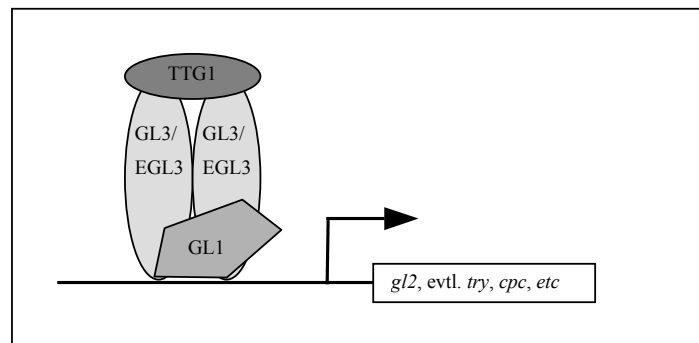 TTG1
GL3/
EGL3
GL3/
EGL3
GL1
gl2, evtl. try, cpc, etc